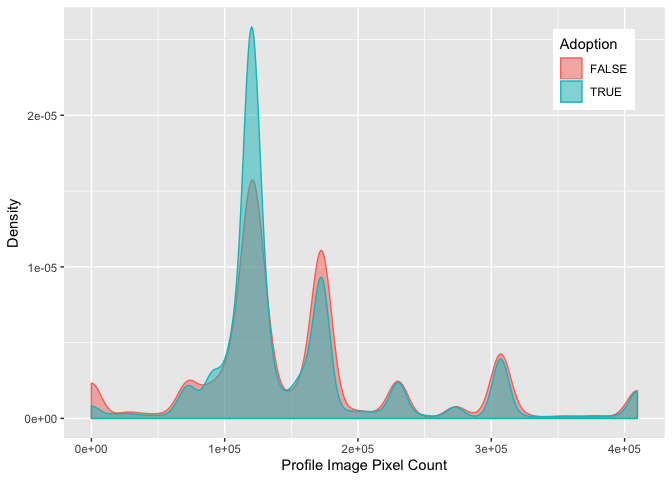 Adoption
FALSE
TRUE
2e-05
1e-05
0e+00
Density
0e+00 1e+05 2e+05 3e+05 4e+05
Profile Image Pixel Count